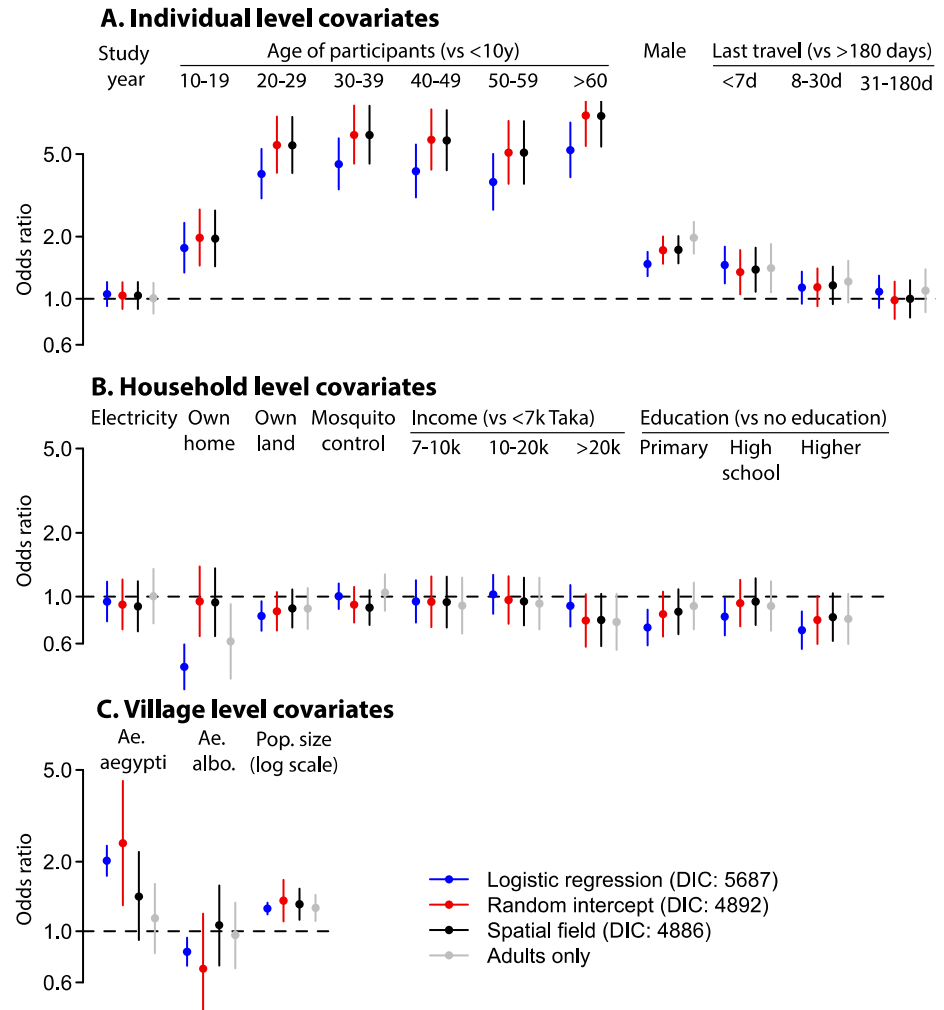 A. Individual level covariates
Study year
Age of participants (vs <10y)
10-19 20-29 30-39 40-49 50-59 >60
Male
Last travel (vs >180 days)
<7d 8-30d 31-180d
Odds ratio
5.0
2.0
1.0
0.6
B. Household level covariates
Electricity
Own home
Own land
Mosquito control
Income (vs <7k Taka)
7-10k 10-20k >20k
Education (vs no education)
Primary High school Higher
Odds ratio
5.0
2.0
1.0
0.6
C. Village level covariates
Ae. aegypti
Ae. albo.
Pop. size (log scale)
Odds ratio
5.0
2.0
1.0
0.6
Logistic regression (DIC: 5687)
Random intercept (DIC: 4892)
Spatial field (DIC: 4886)
Adults only